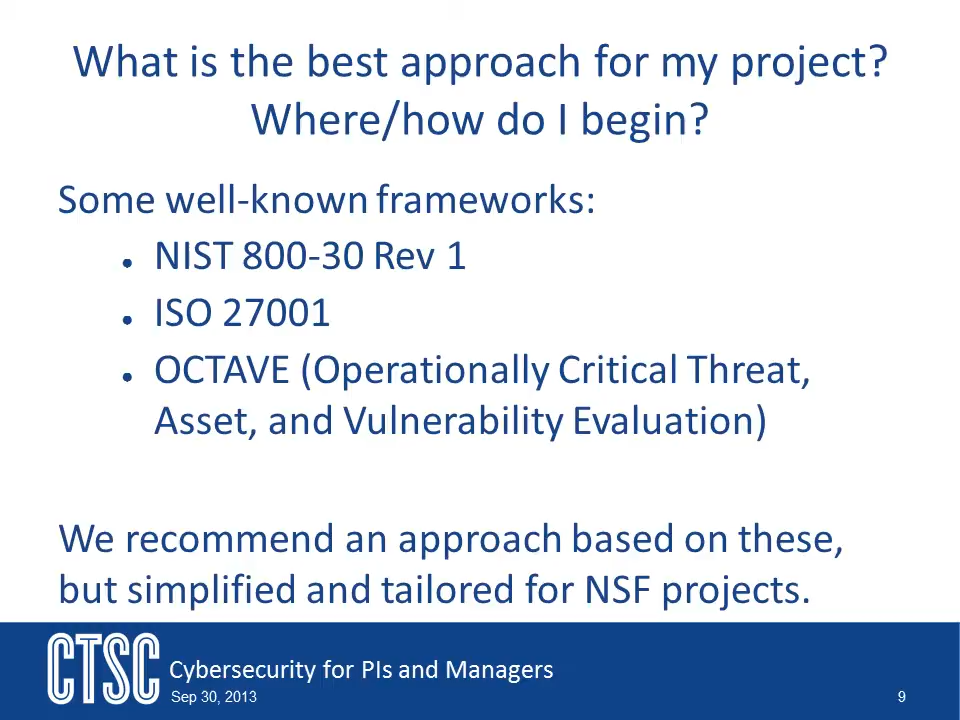 What is the best approach for my project?
Where/how do I begin?
Some well-known frameworks:
• NIST 800-30 Rev 1
• ISO 27001
• OCTAVE (Operationally Critical Threat,
Asset, and Vulnerability Evaluation)
We recommend an approach based on these,
but simplified and tailored for NSF projects.
CTSC Cybersecurity for PIs and Managers
Sep 30, 2013 9